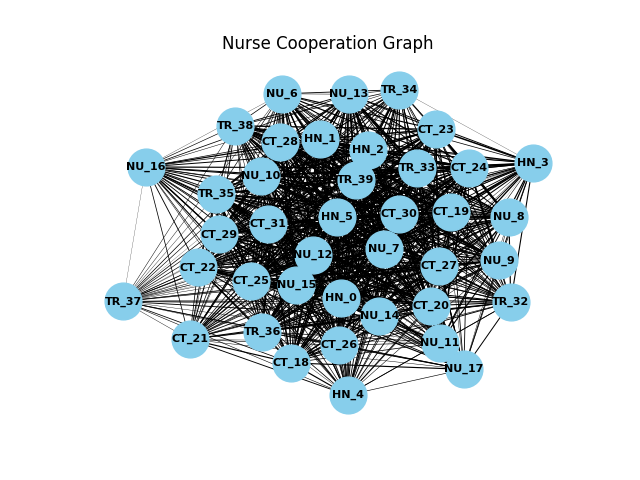 Nurse Cooperation Graph
TR_34
NU_6
NU_13
TR_38
CT_23
HN_1
CT_28
HN_2
HN_3
NU_16
TR_33
CT_24
NU_10
TR_39
TR_35
CT_19
CT_30
HN_5
NU_8
CT_31
CT_29
NU_7
NU_12
NU_9
CT_27
CT_22
CT_25
NU_15
HN_0
TR_37
TR_32
CT_20
NU_14
TR_36
CT_21
NU_11
CT_26
CT_18
NU_17
HN_4